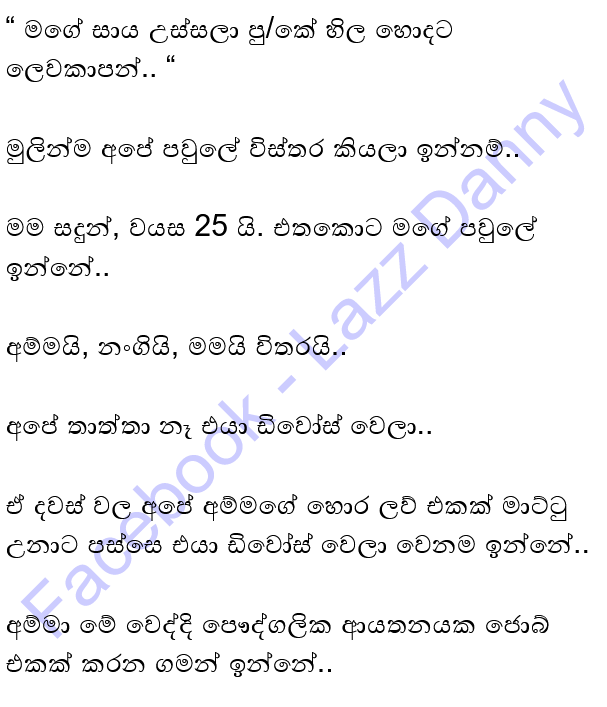 “ මගේ සාය උස්සලා පු/කේ හිල හොදට
ලෙවකාපන්.. “
මුලින්ම අපේ පවුලේ විස්තර කියලා ඉන්නම්..
මම සඳුන්, වයස 25 යි. එතකොට මගේ පවුලේ
ඉන්නේ..
අම්මයි, නංගියි, මමයි විතරයි..
අපේ තාත්තා නෑ එයා ඩිවෝස් වෙලා..
ඒ දවස් වල අපේ අම්මගේ හොර ලව් එකක් මාට්ටු
උනාට පස්සෙ එයා ඩිවෝස් වෙලා වෙනම ඉන්නේ..
අම්මා මේ වෙද්දි පෞද්ගලික ආයතනයක ජොබ්
එකක් කරන ගමන් ඉන්නේ..
Facebook - Lazz Danny